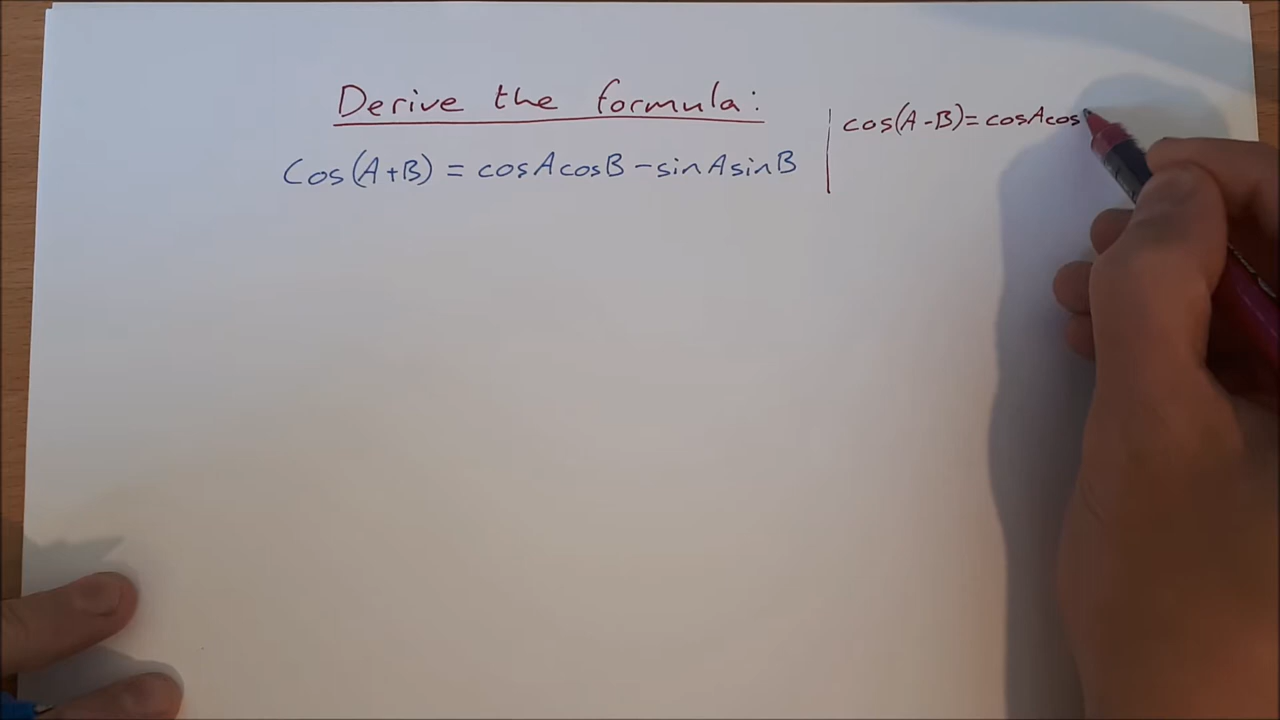 Derive the formula:
Cos(A+B) = cosAcosB - sinAsinB
cos(A-B)= cosAcos